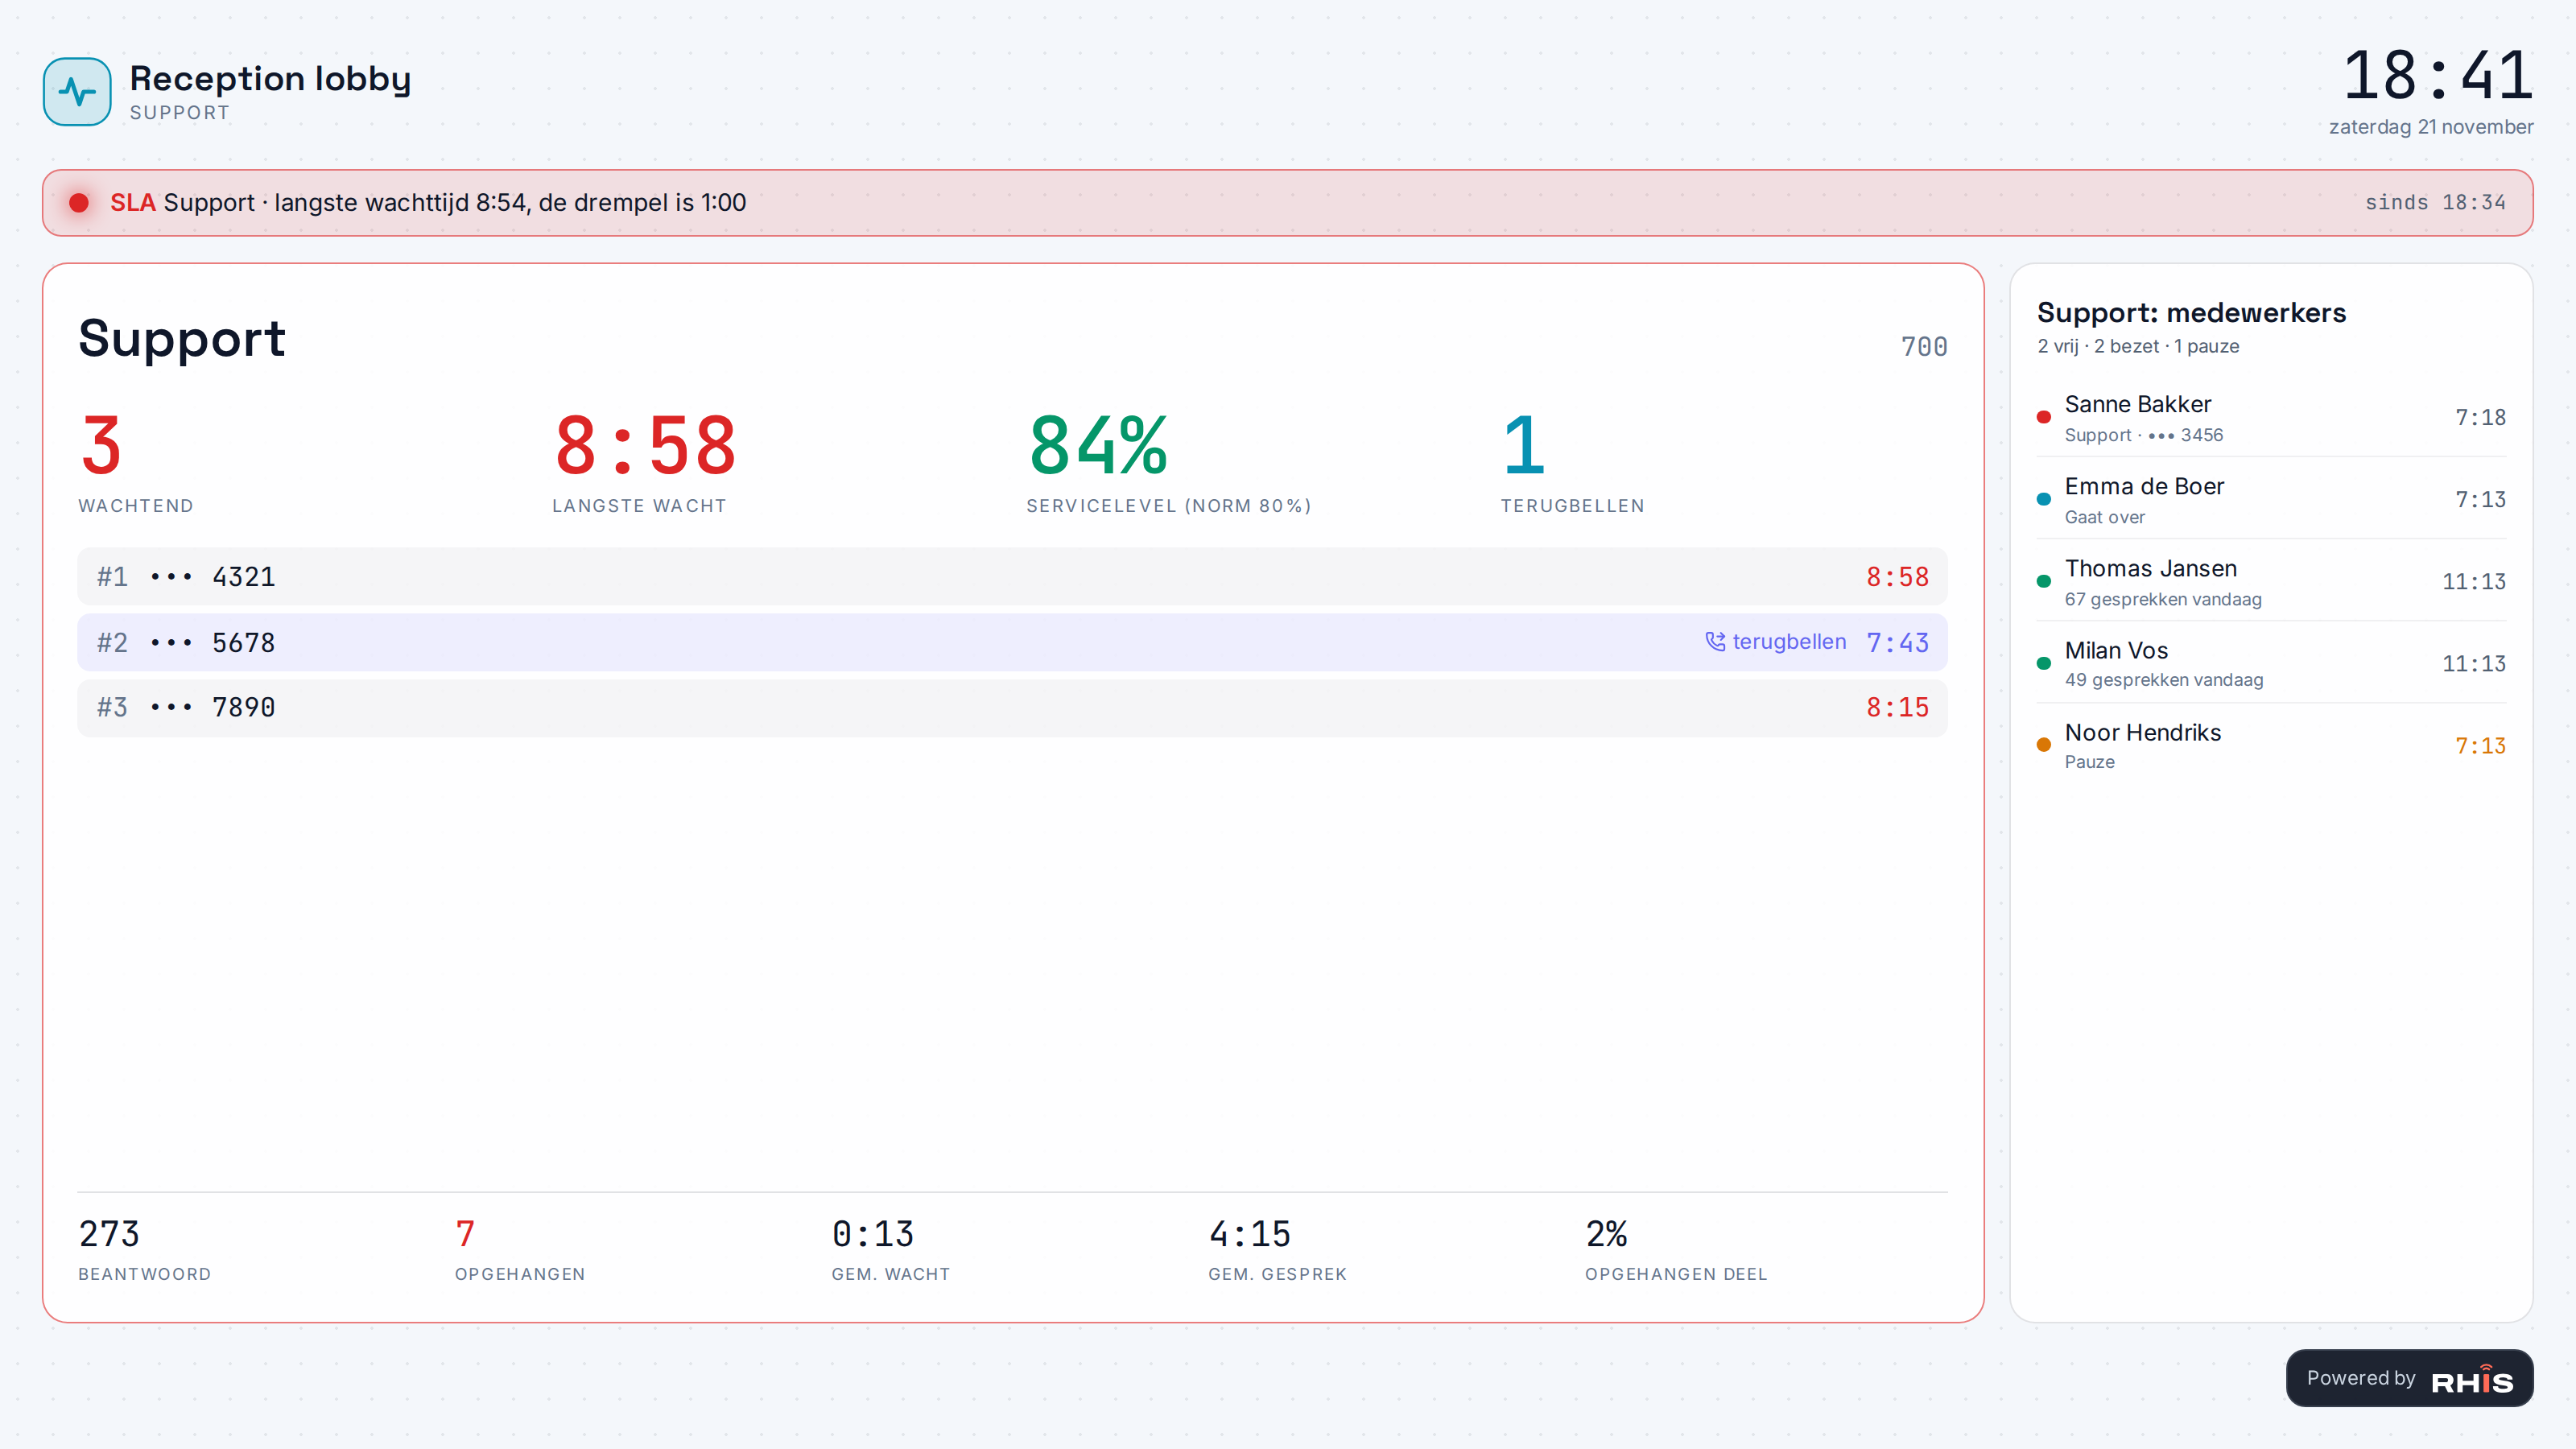 Reception lobby
SUPPORT
18:41
zaterdag 21 november
SLA Support · langste wachttijd 8:54, de drempel is 1:00
sinds 18:34
Support
700
3
WACHTEND
8:58
LANGSTE WACHT
84%
SERVICELEVEL (NORM 80%)
1
TERUGBELLEN
#1 ••• 4321 8:58
#2 ••• 5678 terugbellen 7:43
#3 ••• 7890 8:15
273
BEANTWOORD
7
OPGEHANGEN
0:13
GEM. WACHT
4:15
GEM. GESPREK
2%
OPGEHANGEN DEEL
Support: medewerkers
2 vrij · 2 bezet · 1 pauze
Sanne Bakker
Support · ••• 3456
7:18
Emma de Boer
Gaat over
7:13
Thomas Jansen
67 gesprekken vandaag
11:13
Milan Vos
49 gesprekken vandaag
11:13
Noor Hendriks
Pauze
7:13
Powered by RHIS